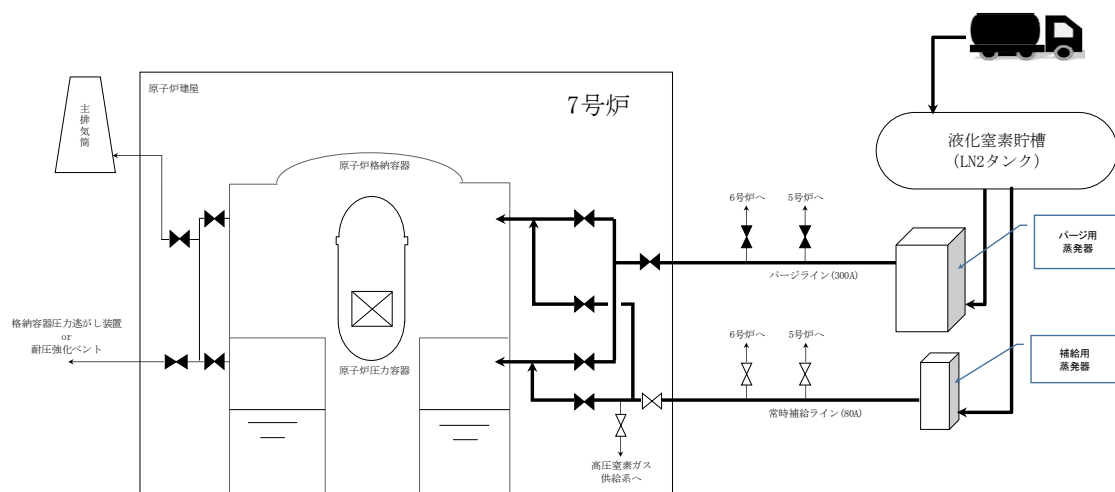 原子炉建屋
7号炉
主排気筒
原子炉格納容器
液化窒素貯槽
(LN2タンク)
6号炉へ
5号炉へ
パージ用
蒸発器
パージライン(300A)
格納容器圧力逃がし装置
or
耐圧強化ベント
6号炉へ
5号炉へ
補給用
蒸発器
原子炉圧力容器
常時補給ライン(80A)
高圧窒素ガス
供給系へ